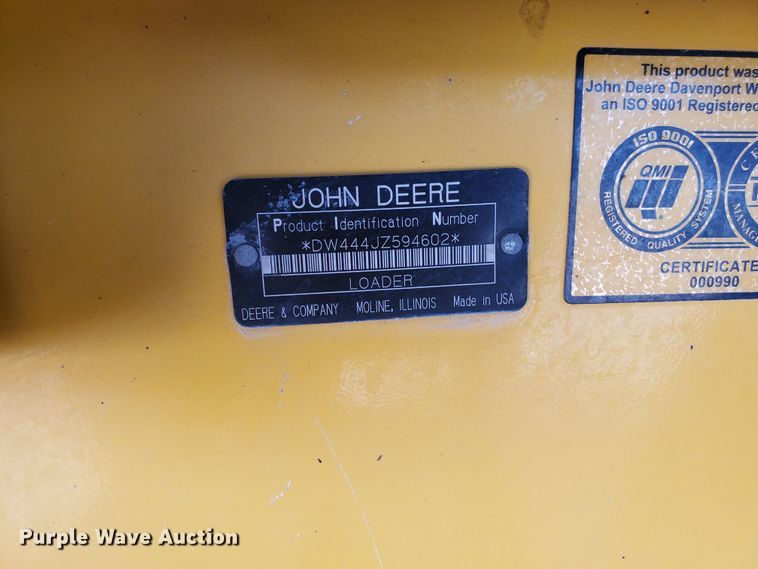 JOHN DEERE
Product Identification Number
*DW444JZ594602*
LOADER
DEERE & COMPANY MOLINE, ILLINOIS Made in USA
This product was
John Deere Davenport W
an ISO 9001 Registered
ISO 9001
QMI
REGISTERED QUALITY SYSTEM
CERTIFICATE
000990
Purple Wave Auction